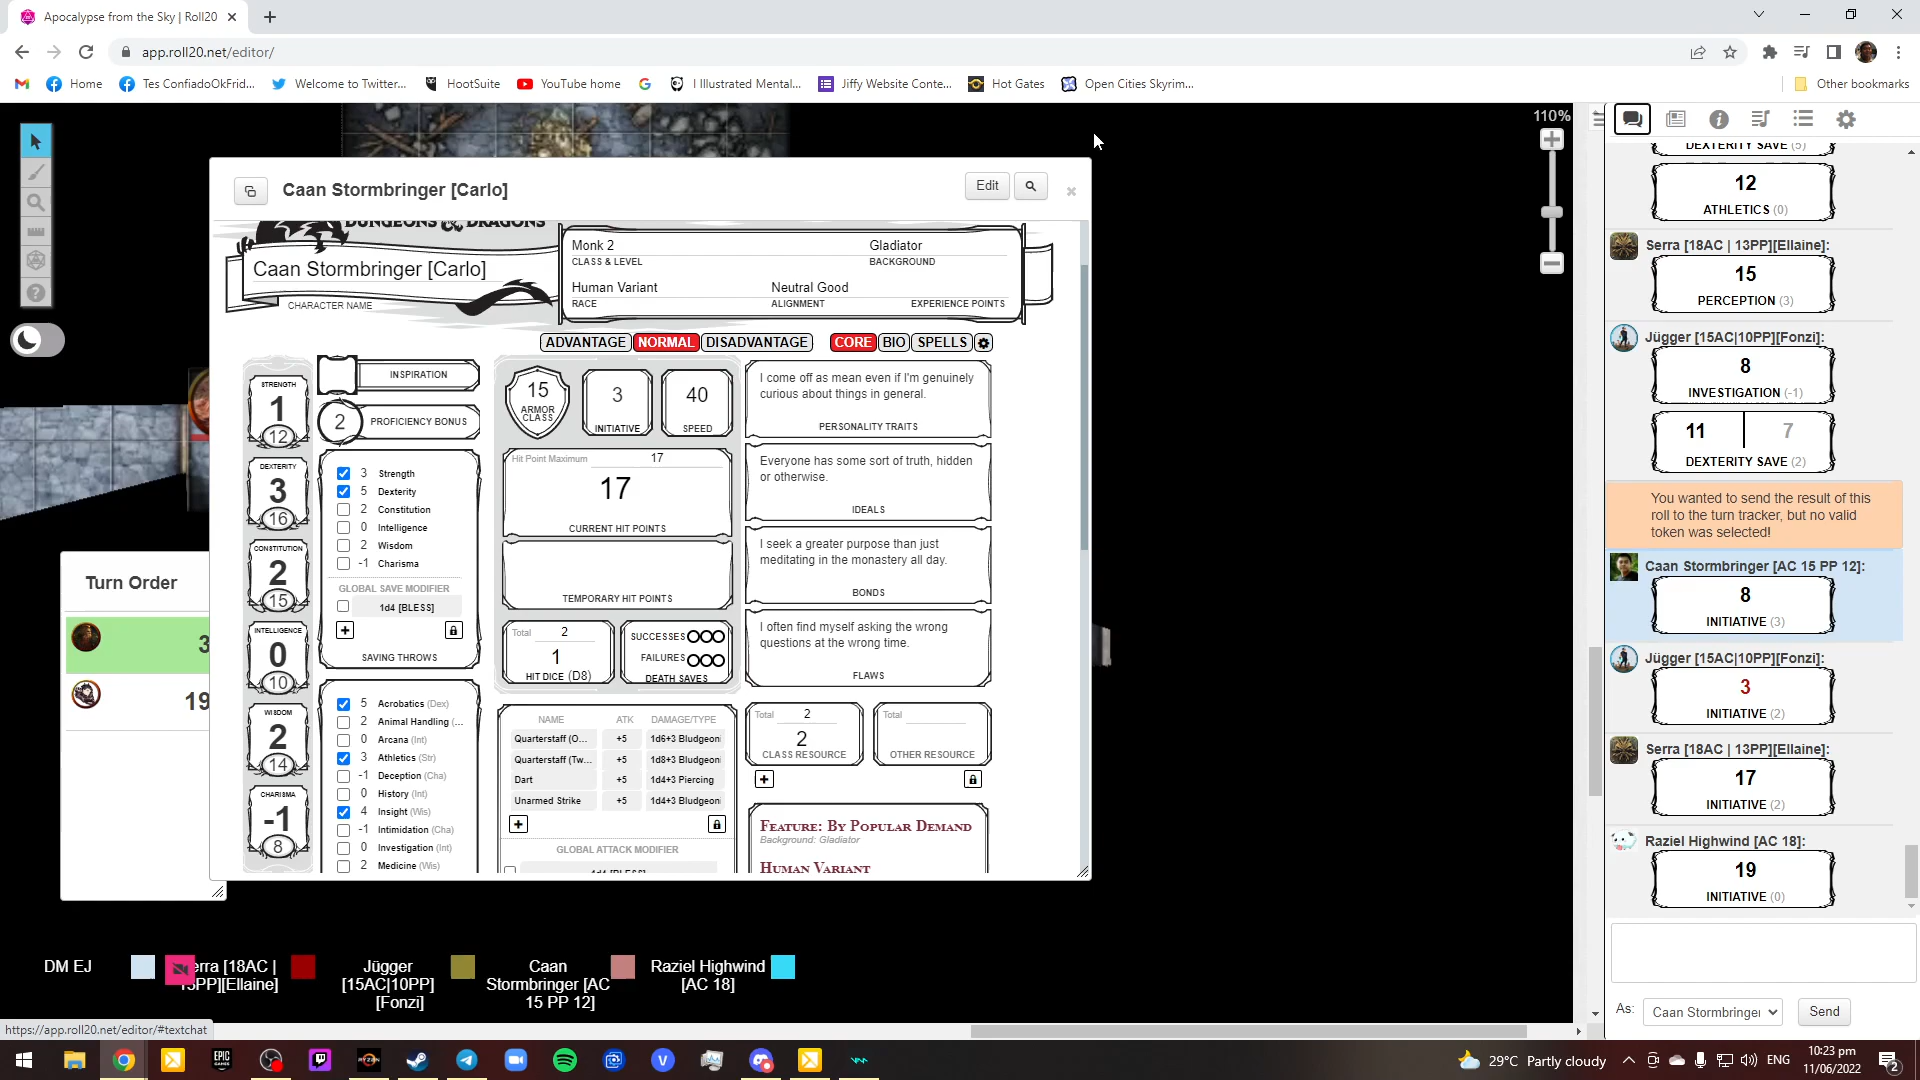 Apocalypse from the Sky | Roll20
app.roll20.net/editor/
Home
Tes ConfiadoOkFrid...
Welcome to Twitter...
HootSuite
YouTube home
I Illustrated Mental...
Jiffy Website Conte...
Hot Gates
Open Cities Skyrim...
Other bookmarks
110%
Caan Stormbringer [Carlo]
Edit
DUNGEONS & DRAGONS
Caan Stormbringer [Carlo]
CHARACTER NAME
Monk 2
CLASS & LEVEL
Gladiator
BACKGROUND
Human Variant
RACE
Neutral Good
ALIGNMENT
EXPERIENCE POINTS
ADVANTAGE
NORMAL
DISADVANTAGE
CORE
BIO
SPELLS
STRENGTH
1
12
DEXTERITY
3
16
CONSTITUTION
2
15
INTELLIGENCE
0
10
WISDOM
2
14
CHARISMA
-1
8
INSPIRATION
2
PROFICIENCY BONUS
3 Strength
5 Dexterity
2 Constitution
0 Intelligence
2 Wisdom
-1 Charisma
GLOBAL SAVE MODIFIER
1d4 [BLESS]
SAVING THROWS
5 Acrobatics (Dex)
2 Animal Handling (...
0 Arcana (Int)
3 Athletics (Str)
-1 Deception (Cha)
0 History (Int)
4 Insight (Wis)
-1 Intimidation (Cha)
0 Investigation (Int)
2 Medicine (Wis)
15
ARMOR
CLASS
3
INITIATIVE
40
SPEED
Hit Point Maximum 17
17
CURRENT HIT POINTS
TEMPORARY HIT POINTS
Total 2
1
HIT DICE (D8)
SUCCESSES
FAILURES
DEATH SAVES
NAME ATK DAMAGE/TYPE
Quarterstaff (O... +5 1d6+3 Bludgeoni
Quarterstaff (Tw... +5 1d8+3 Bludgeoni
Dart +5 1d4+3 Piercing
Unarmed Strike +5 1d4+3 Bludgeoni
GLOBAL ATTACK MODIFIER
1d4 [BLESS]
I come off as mean even if I'm genuinely
curious about things in general.
PERSONALITY TRAITS
Everyone has some sort of truth, hidden
or otherwise.
IDEALS
I seek a greater purpose than just
meditating in the monastery all day.
BONDS
I often find myself asking the wrong
questions at the wrong time.
FLAWS
Total 2
2
CLASS RESOURCE
Total
OTHER RESOURCE
FEATURE: BY POPULAR DEMAND
Background: Gladiator
HUMAN VARIANT
Turn Order
3
19
DM EJ
erra [18AC |
13PP][Ellaine]
Jügger
[15AC|10PP]
[Fonzi]
Caan
Stormbringer [AC
15 PP 12]
Raziel Highwind
[AC 18]
https://app.roll20.net/editor/#textchat
DEXTERITY SAVE (5)
12
ATHLETICS (0)
Serra [18AC | 13PP][Ellaine]:
15
PERCEPTION (3)
Jügger [15AC|10PP][Fonzi]:
8
INVESTIGATION (-1)
11 7
DEXTERITY SAVE (2)
You wanted to send the result of this
roll to the turn tracker, but no valid
token was selected!
Caan Stormbringer [AC 15 PP 12]:
8
INITIATIVE (3)
Jügger [15AC|10PP][Fonzi]:
3
INITIATIVE (2)
Serra [18AC | 13PP][Ellaine]:
17
INITIATIVE (2)
Raziel Highwind [AC 18]:
19
INITIATIVE (0)
As:
Caan Stormbringer
Send
EPIC
GAMES
RYZEN
29°C Partly cloudy
ENG
10:23 pm
11/06/2022
2